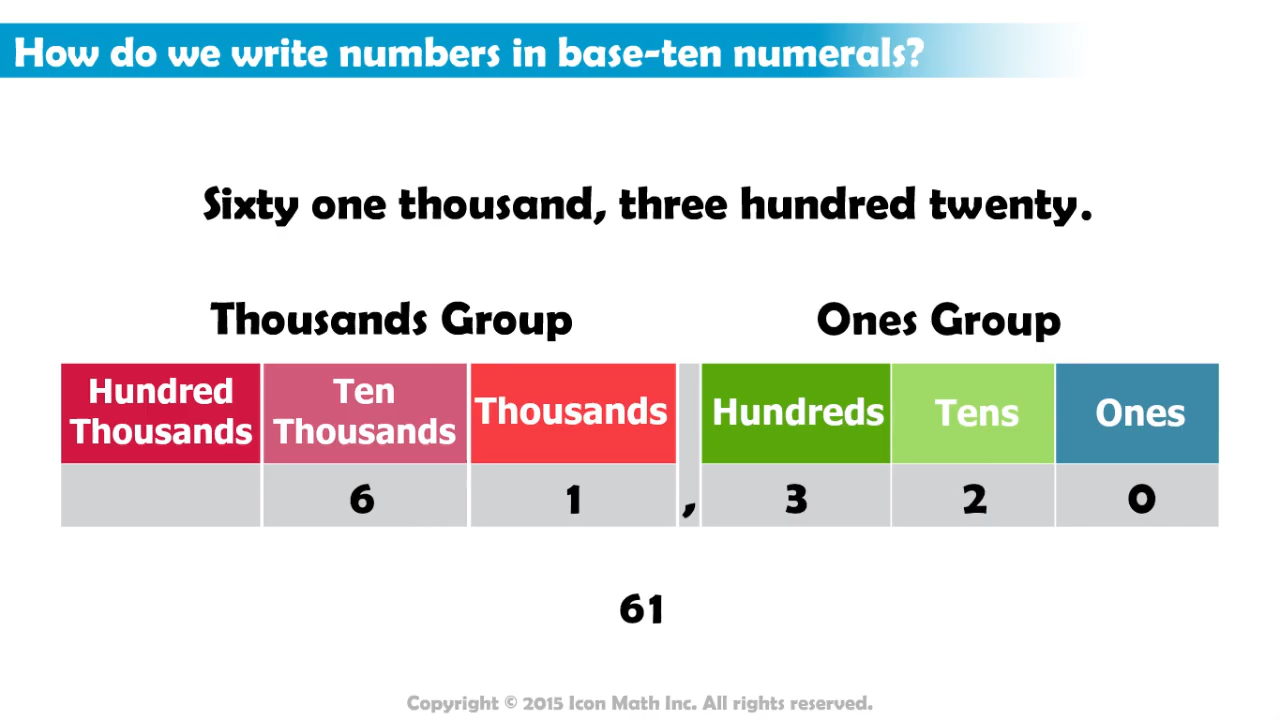 How do we write numbers in base-ten numerals?
Sixty one thousand, three hundred twenty.
Thousands Group Ones Group
Hundred Thousands Ten Thousands Thousands Hundreds Tens Ones
6 1 , 3 2 0
61
Copyright © 2015 Icon Math Inc. All rights reserved.